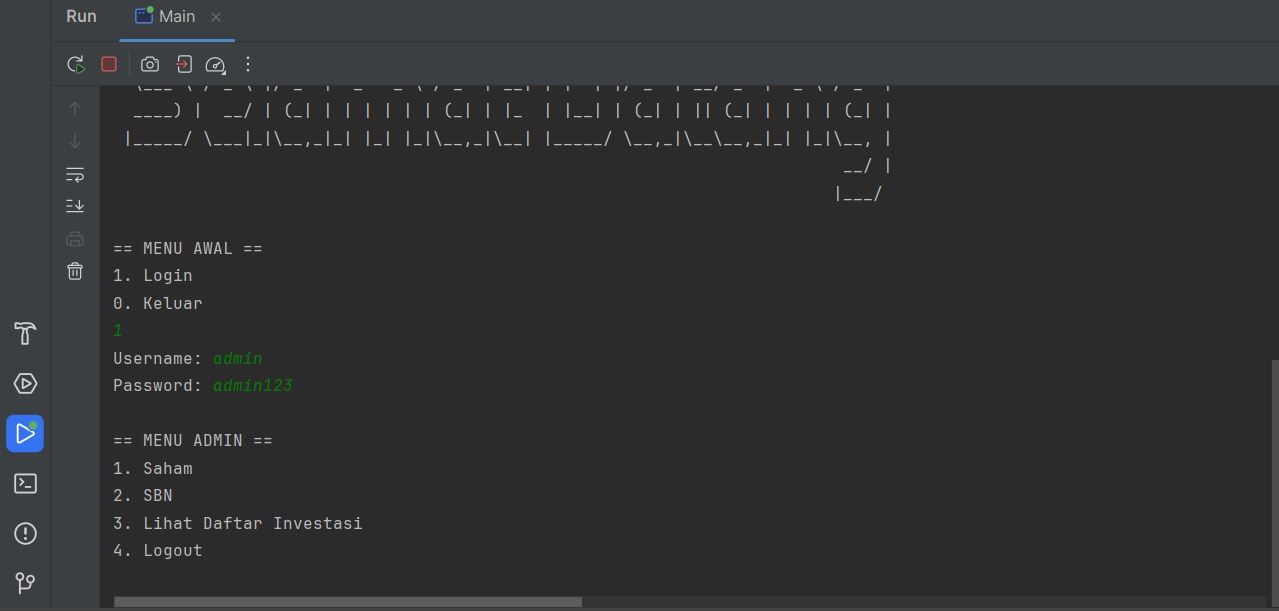 Run Main
____) |  __/ | (_| | | | | | | (_| | |_  | |__| | (_| | || (_| | | | | (_| |
|_____/ \___|_|\__,_|_| |_| |_|\__,_|\__| |_____/ \__,_|\__\__,_|_| |_|\__, |
__/ |
|___/
== MENU AWAL ==
1. Login
0. Keluar
1
Username: admin
Password: admin123
== MENU ADMIN ==
1. Saham
2. SBN
3. Lihat Daftar Investasi
4. Logout